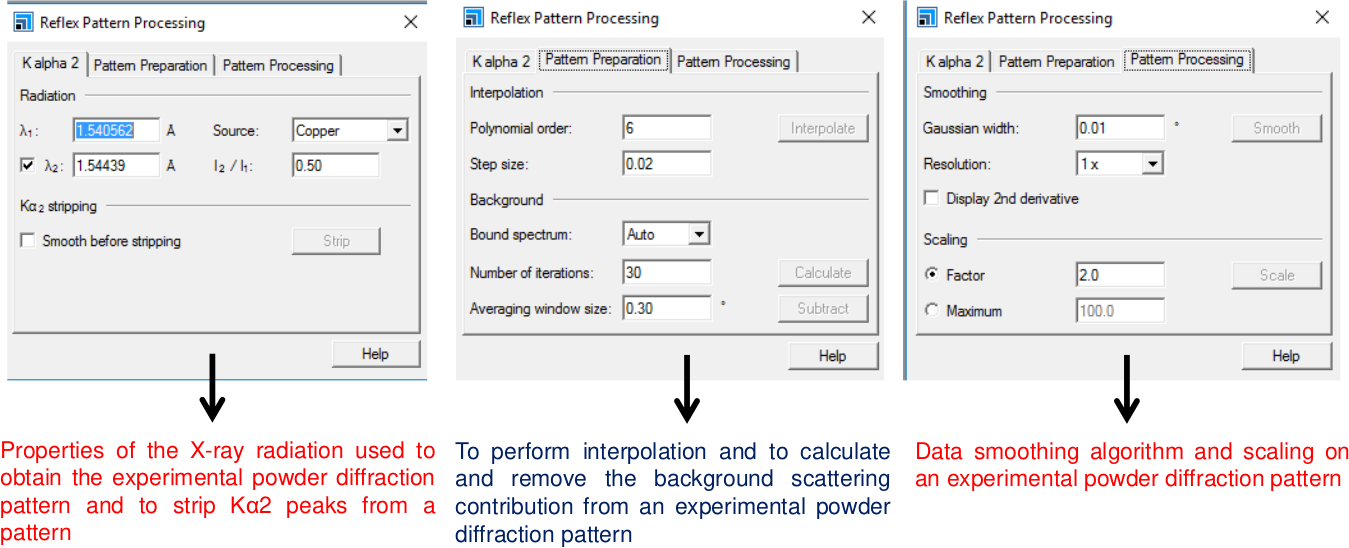 Reflex Pattern Processing
K alpha 2 Pattern Preparation Pattern Processing
Radiation
λ1: 1.540562 Å Source: Copper
λ2: 1.54439 Å I2 / I1: 0.50
Kα2 stripping
Smooth before stripping Strip
Help
Properties of the X-ray radiation used to
obtain the experimental powder diffraction
pattern and to strip Kα2 peaks from a
pattern
Reflex Pattern Processing
K alpha 2 Pattern Preparation Pattern Processing
Interpolation
Polynomial order: 6 Interpolate
Step size: 0.02
Background
Bound spectrum: Auto
Number of iterations: 30 Calculate
Averaging window size: 0.30 ° Subtract
Help
To perform interpolation and to calculate
and remove the background scattering
contribution from an experimental powder
diffraction pattern
Reflex Pattern Processing
K alpha 2 Pattern Preparation Pattern Processing
Smoothing
Gaussian width: 0.01 ° Smooth
Resolution: 1 x
Display 2nd derivative
Scaling
Factor 2.0 Scale
Maximum 100.0
Help
Data smoothing algorithm and scaling on
an experimental powder diffraction pattern